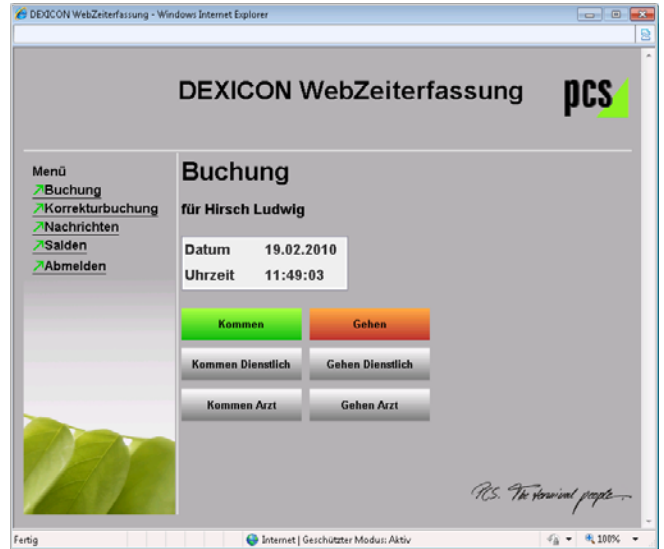 DEXICON WebZeiterfassung - Windows Internet Explorer
DEXICON WebZeiterfassung
pcs
Menü
Buchung
Korrekturbuchung
Nachrichten
Salden
Abmelden
Buchung
für Hirsch Ludwig
Datum 19.02.2010
Uhrzeit 11:49:03
Kommen Gehen
Kommen Dienstlich Gehen Dienstlich
Kommen Arzt Gehen Arzt
PCS. The terminal people.
Fertig Internet | Geschützter Modus: Aktiv 100%